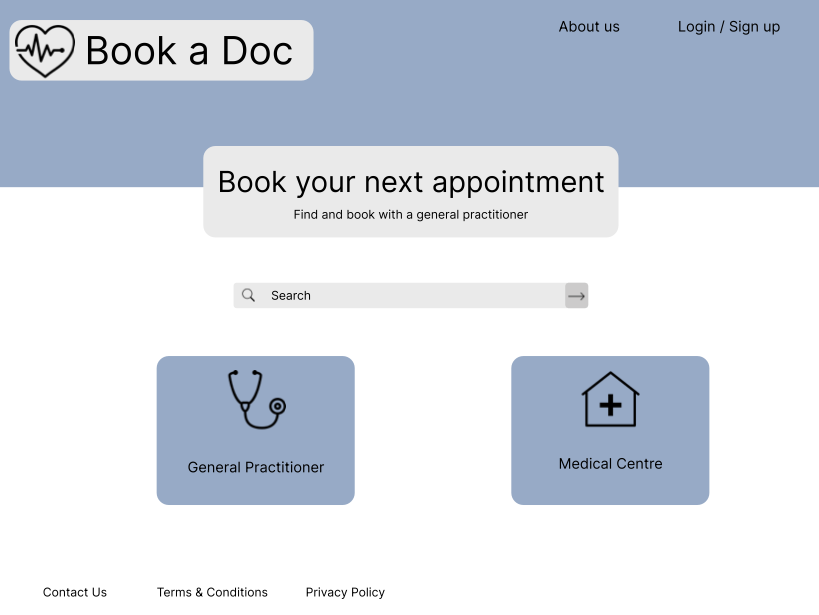 Book a Doc
About us
Login / Sign up
Book your next appointment
Find and book with a general practitioner
Search
General Practitioner
Medical Centre
Contact Us
Terms & Conditions
Privacy Policy